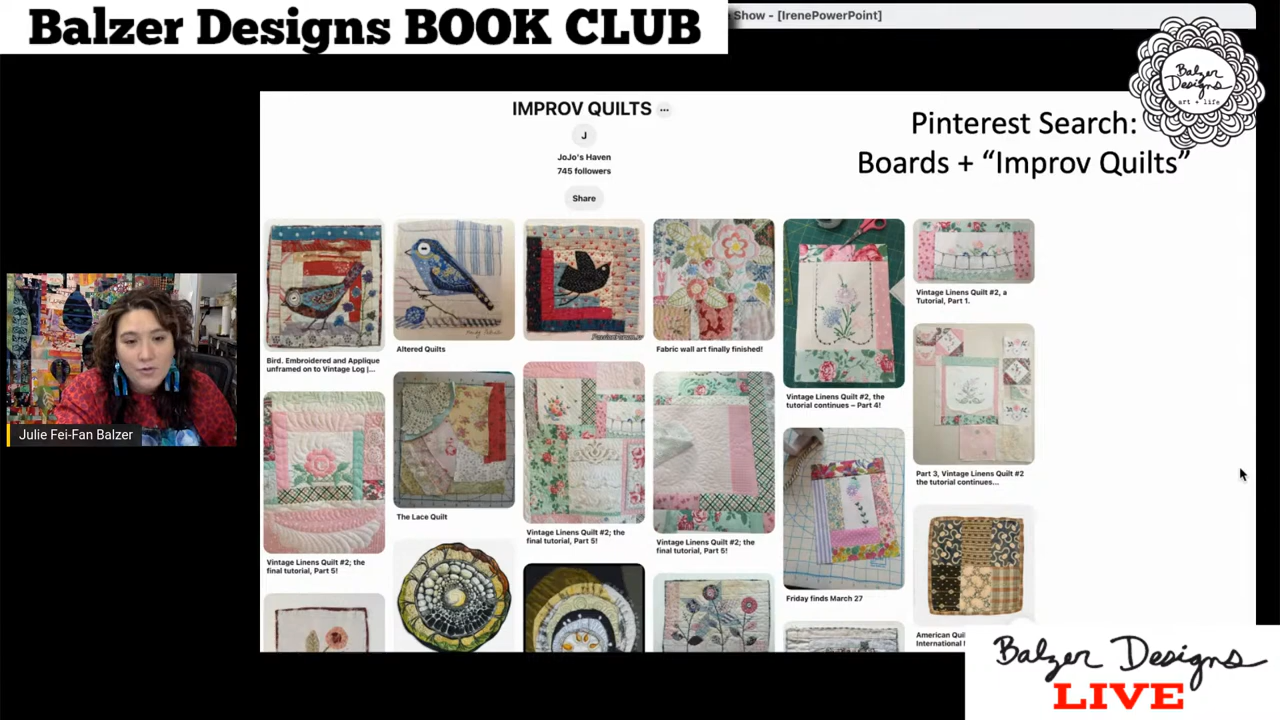 Balzer Designs BOOK CLUB
Show - [IrenePowerPoint]
Balzer
Designs
art + life
IMPROV QUILTS ...
J
JoJo's Haven
745 followers
Share
Pinterest Search:
Boards + “Improv Quilts”
Bird. Embroidered and Applique
unframed on to Vintage Log |...
Altered Quilts
Fabric wall art finally finished!
Vintage Linens Quilt #2, the
tutorial continues – Part 4!
Vintage Linens Quilt #2, a
Tutorial, Part 1.
Part 3, Vintage Linens Quilt #2
the tutorial continues...
Vintage Linens Quilt #2; the
final tutorial, Part 5!
The Lace Quilt
Vintage Linens Quilt #2; the
final tutorial, Part 5!
Vintage Linens Quilt #2; the
final tutorial, Part 5!
Friday finds March 27
American
International
Julie Fei-Fan Balzer
Balzer Designs
LIVE